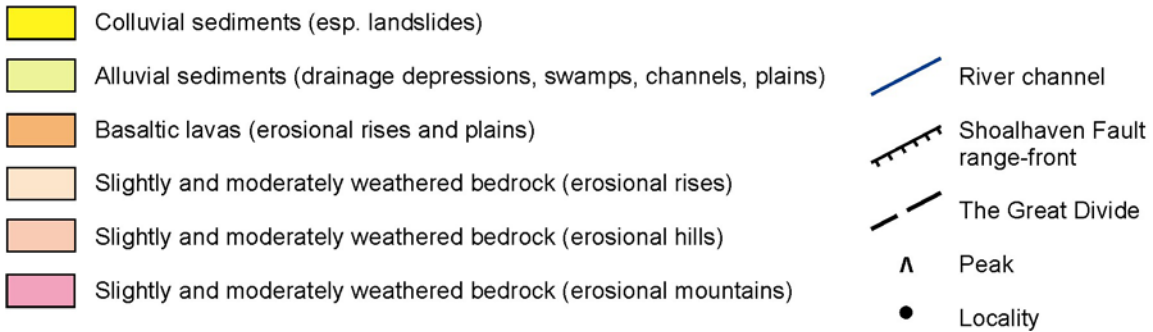 Colluvial sediments (esp. landslides)
Alluvial sediments (drainage depressions, swamps, channels, plains)
Basaltic lavas (erosional rises and plains)
Slightly and moderately weathered bedrock (erosional rises)
Slightly and moderately weathered bedrock (erosional hills)
Slightly and moderately weathered bedrock (erosional mountains)
River channel
Shoalhaven Fault
range-front
The Great Divide
Peak
Locality